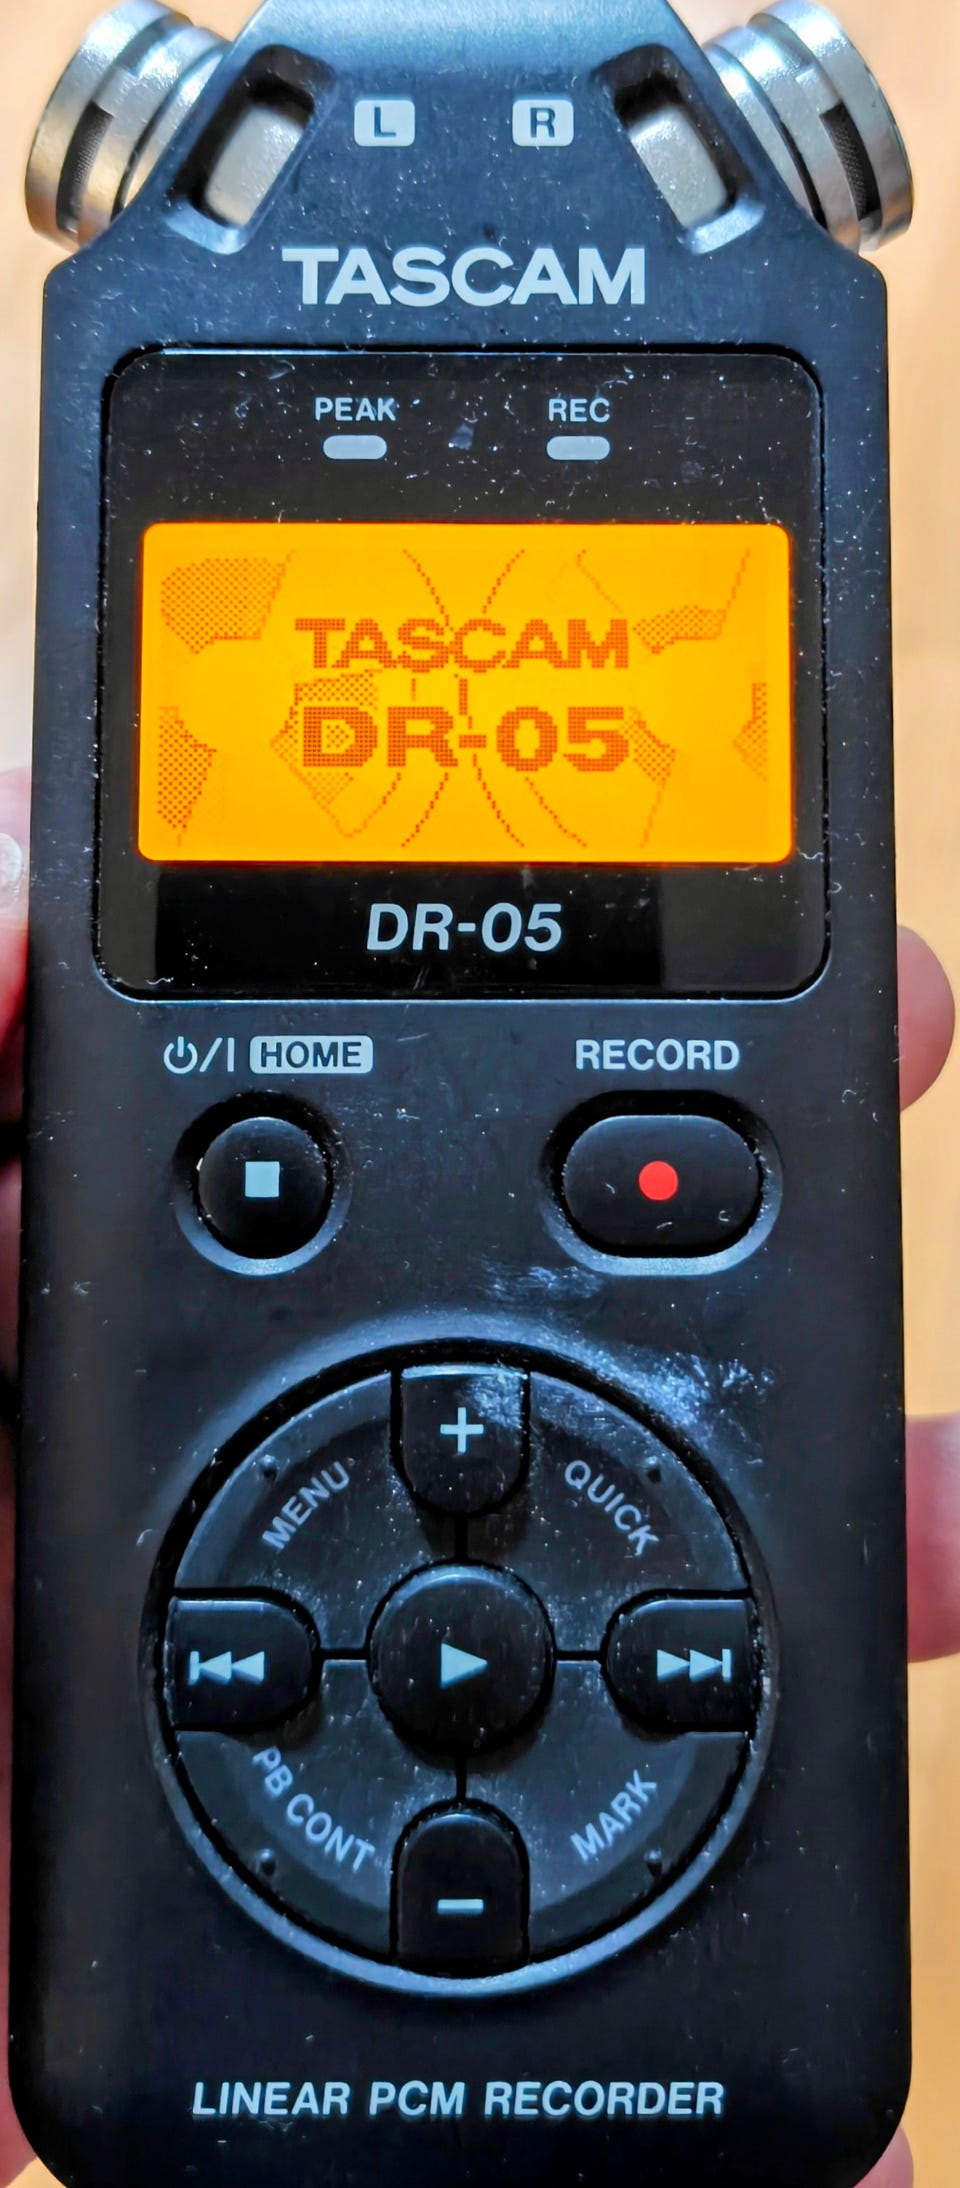 L R
TASCAM
PEAK REC
TASCAM
DR-05
DR-05
HOME RECORD
MENU QUICK
PB CONT MARK
LINEAR PCM RECORDER